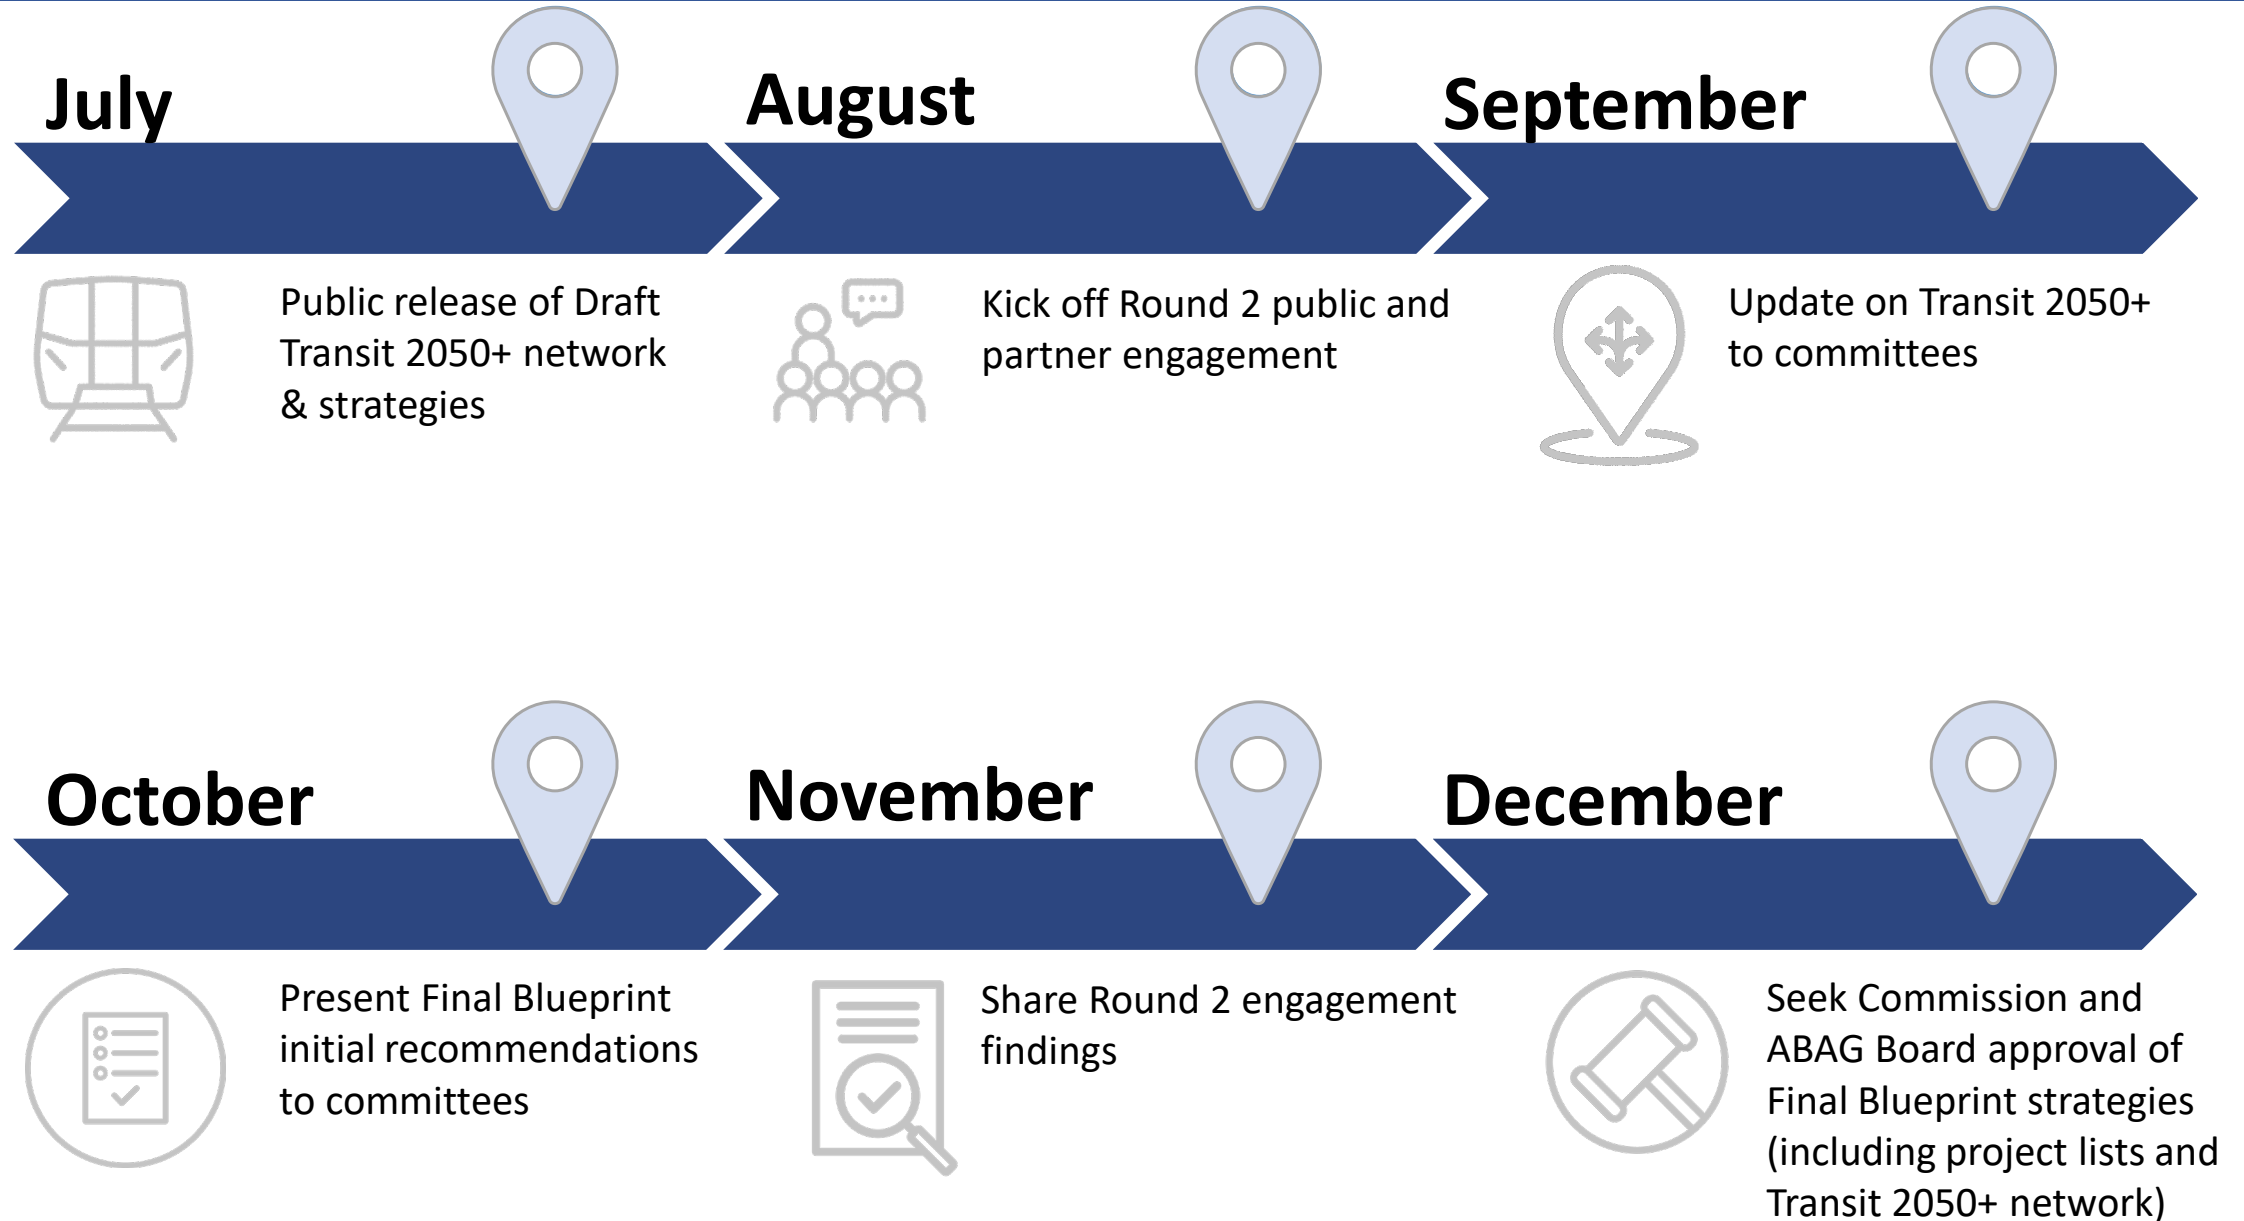 July
Public release of Draft
Transit 2050+ network
& strategies
August
Kick off Round 2 public and
partner engagement
September
Update on Transit 2050+
to committees
October
Present Final Blueprint
initial recommendations
to committees
November
Share Round 2 engagement
findings
December
Seek Commission and
ABAG Board approval of
Final Blueprint strategies
(including project lists and
Transit 2050+ network)